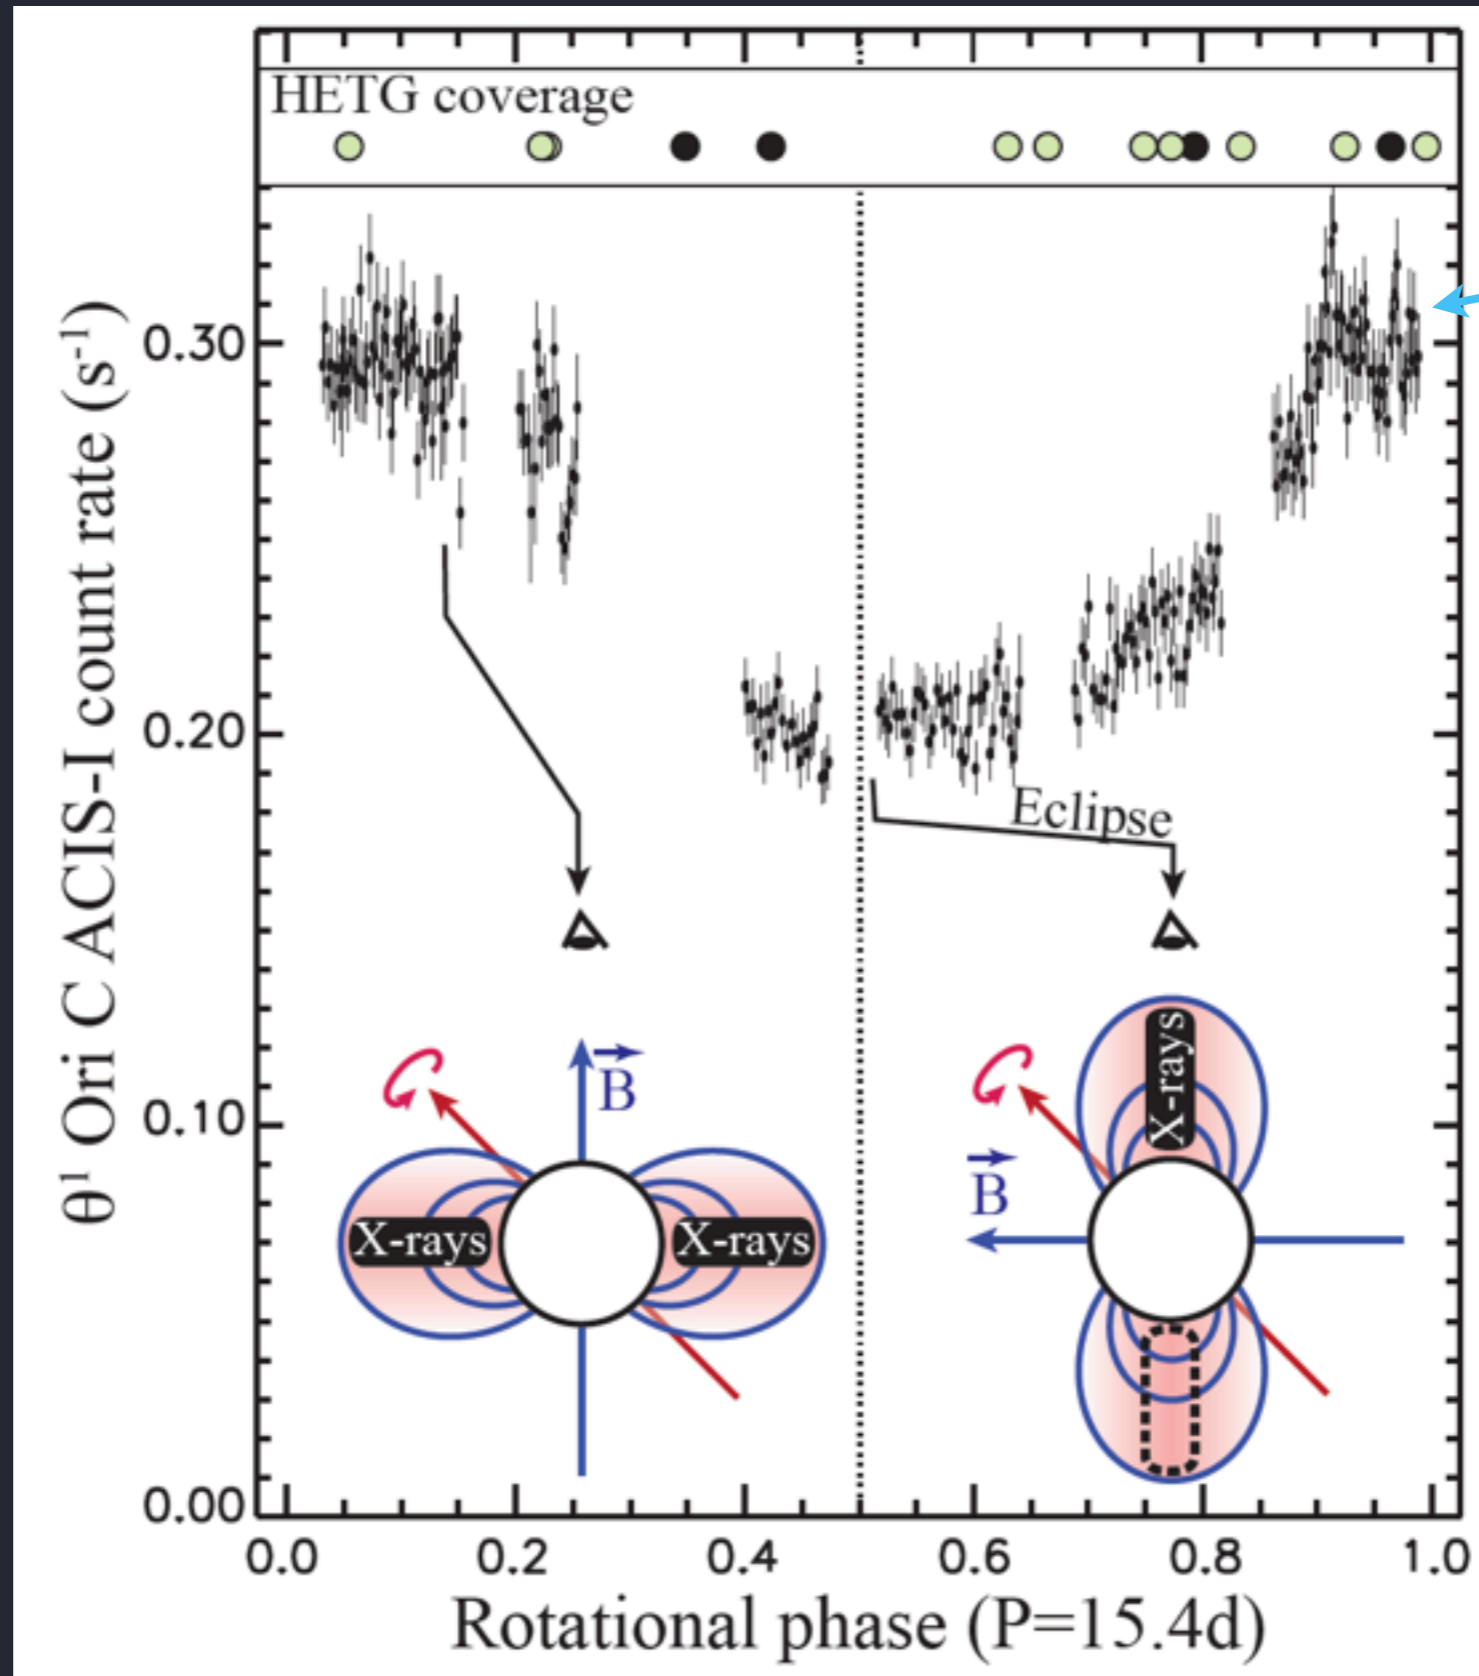 HETG coverage
θ¹ Ori C ACIS-I count rate (s⁻¹)
0.30
0.20
0.10
0.00
Eclipse
B
X-rays X-rays
X-rays
B
0.0 0.2 0.4 0.6 0.8 1.0
Rotational phase (P=15.4d)